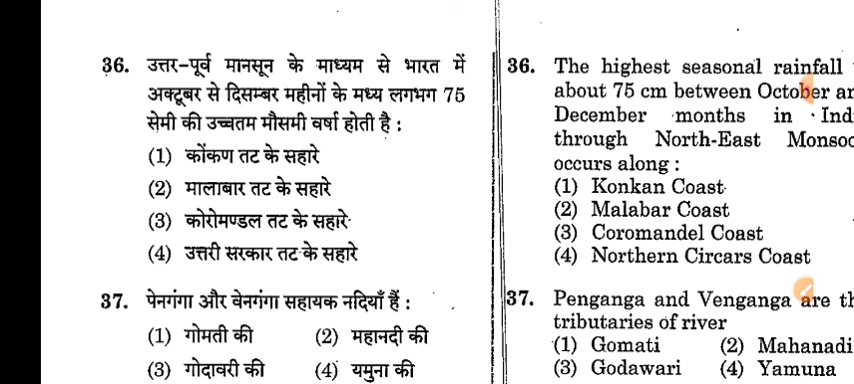 36. उत्तर-पूर्व मानसून के माध्यम से भारत में
अक्टूबर से दिसम्बर महीनों के मध्य लगभग 75
सेमी की उच्चतम मौसमी वर्षा होती है :
(1) कोंकण तट के सहारे
(2) मालाबार तट के सहारे
(3) कोरोमण्डल तट के सहारे
(4) उत्तरी सरकार तट के सहारे
37. पेनगंगा और वेनगंगा सहायक नदियाँ हैं :
(1) गोमती की (2) महानदी की
(3) गोदावरी की (4) यमुना की
36. The highest seasonal rainfall
about 75 cm between October
December months in Ind
through North-East Monsoo
occurs along :
(1) Konkan Coast
(2) Malabar Coast
(3) Coromandel Coast
(4) Northern Circars Coast
37. Penganga and Venganga are th
tributaries of river
(1) Gomati (2) Mahanadi
(3) Godawari (4) Yamuna